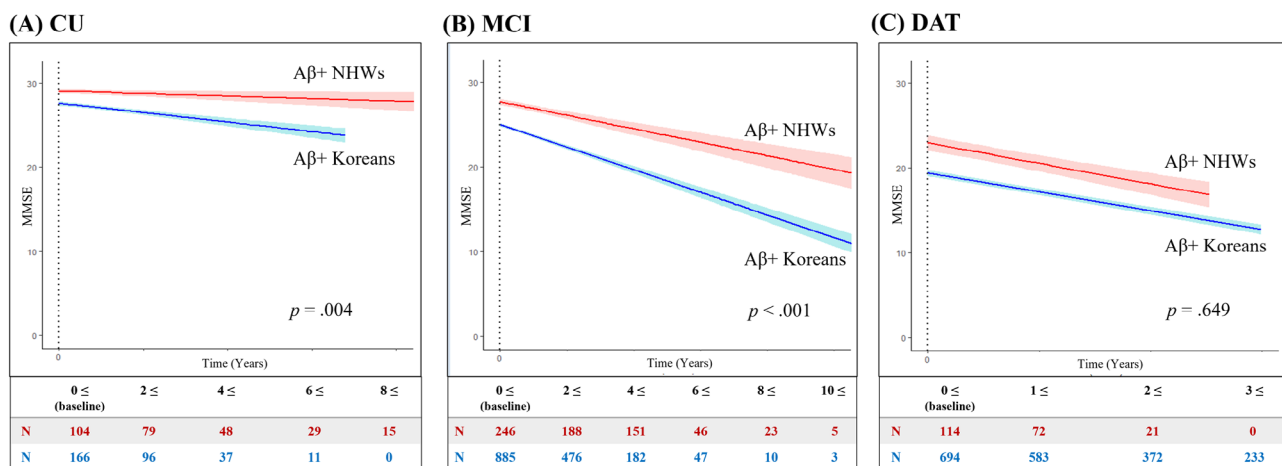 (A) CU
30
20
10
0
MMSE
Aβ+ NHWs
Aβ+ Koreans
p = .004
0
Time (Years)
0 ≤ 2 ≤ 4 ≤ 6 ≤ 8 ≤
(baseline)
N 104 79 48 29 15
N 166 96 37 11 0
(B) MCI
30
20
10
0
MMSE
Aβ+ NHWs
Aβ+ Koreans
p < .001
0
Time (Years)
0 ≤ 2 ≤ 4 ≤ 6 ≤ 8 ≤ 10 ≤
(baseline)
N 246 188 151 46 23 5
N 885 476 182 47 10 3
(C) DAT
30
20
10
0
MMSE
Aβ+ NHWs
Aβ+ Koreans
p = .649
0
Time (Years)
0 ≤ 1 ≤ 2 ≤ 3 ≤
(baseline)
N 114 72 21 0
N 694 583 372 233